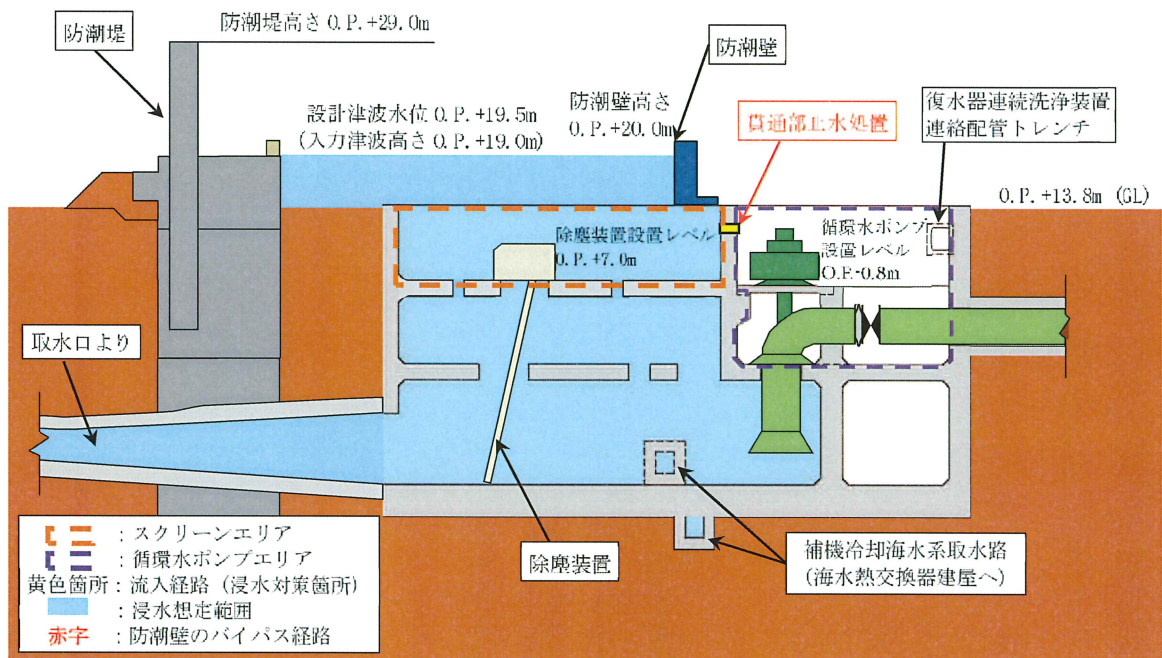 防潮堤
防潮堤高さ O.P.+29.0m
防潮壁
設計津波水位 O.P.+19.5m
(入力津波高さ O.P.+19.0m)
防潮壁高さ
O.P.+20.0m
貫通部止水処置
復水器連続洗浄装置
連絡配管トレンチ
O.P.+13.8m (GL)
除塵装置設置レベル
O.P.+7.0m
循環水ポンプ
設置レベル
O.P.-0.8m
取水口より
除塵装置
補機冷却海水系取水路
(海水熱交換器建屋へ)
：スクリーンエリア
：循環水ポンプエリア
黄色箇所：流入経路（浸水対策箇所）
：浸水想定範囲
赤字：防潮壁のバイパス経路